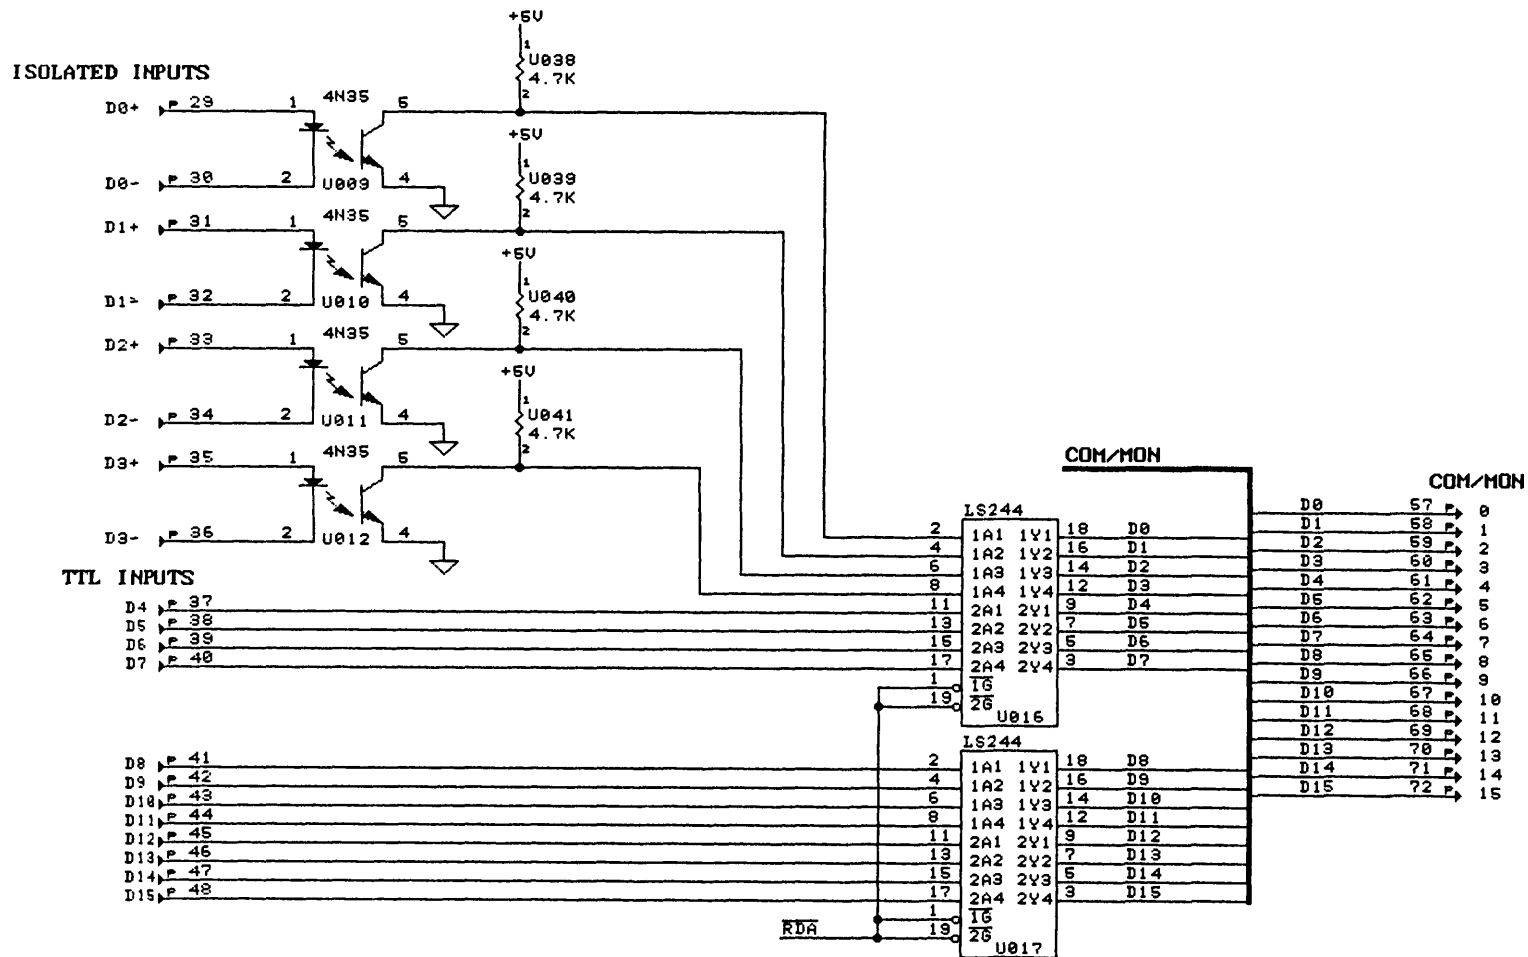 +5V
1
U038
4.7K
2
ISOLATED INPUTS
D0+ P 29 1 4N35 5
+5V
D0- P 30 2 U009 4
1
U039
4.7K
2
D1+ P 31 1 4N35 5
+5V
D1- P 32 2 U010 4
1
U040
4.7K
2
D2+ P 33 1 4N35 5
+5V
D2- P 34 2 U011 4
1
U041
4.7K
2
D3+ P 35 1 4N35 5
D3- P 36 2 U012 4
TTL INPUTS
D4 P 37
D5 P 38
D6 P 39
D7 P 40
COM/MON
LS244
2 1A1 1Y1 18 D0
4 1A2 1Y2 16 D1
6 1A3 1Y3 14 D2
8 1A4 1Y4 12 D3
11 2A1 2Y1 9 D4
13 2A2 2Y2 7 D5
15 2A3 2Y3 5 D6
17 2A4 2Y4 3 D7
1 1G
19 2G
U016
COM/MON
D0 57 P 0
D1 58 P 1
D2 59 P 2
D3 60 P 3
D4 61 P 4
D5 62 P 5
D6 63 P 6
D7 64 P 7
D8 65 P 8
D9 66 P 9
D10 67 P 10
D11 68 P 11
D12 69 P 12
D13 70 P 13
D14 71 P 14
D15 72 P 15
D8 P 41
D9 P 42
D10 P 43
D11 P 44
D12 P 45
D13 P 46
D14 P 47
D15 P 48
LS244
2 1A1 1Y1 18 D8
4 1A2 1Y2 16 D9
6 1A3 1Y3 14 D10
8 1A4 1Y4 12 D11
11 2A1 2Y1 9 D12
13 2A2 2Y2 7 D13
15 2A3 2Y3 5 D14
17 2A4 2Y4 3 D15
1 1G
RDA 19 2G
U017